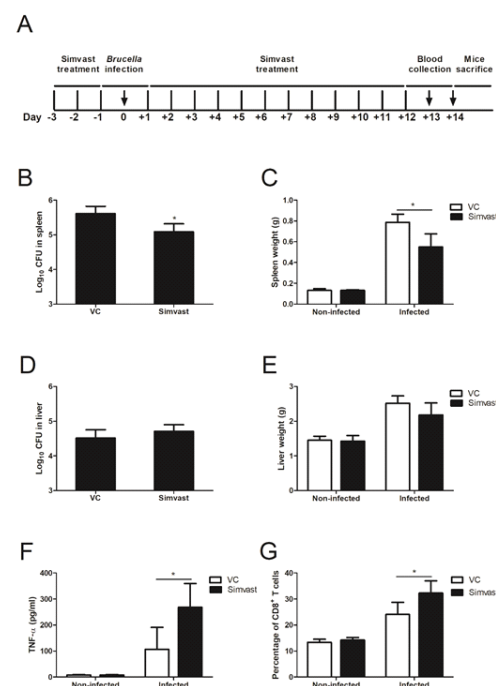 A
Simvast Brucella Simvast Blood Mice
treatment infection treatment collection sacrifice
Day -3 -2 -1 0 +1 +2 +3 +4 +5 +6 +7 +8 +9 +10 +11 +12 +13 +14
B
Log10 CFU in spleen
6
5
4
3
*
VC Simvast
C
Spleen weight (g)
1.0
0.8
0.6
0.4
0.2
0.0
*
VC
Simvast
Non-infected Infected
D
Log10 CFU in liver
6
5
4
3
VC Simvast
E
Liver weight (g)
3
2
1
0
VC
Simvast
Non-infected Infected
F
TNF-α (pg/ml)
400
300
200
100
0
*
VC
Simvast
Non-infected Infected
G
Percentage of CD8+ T cells
40
30
20
10
0
*
VC
Simvast
Non-infected Infected